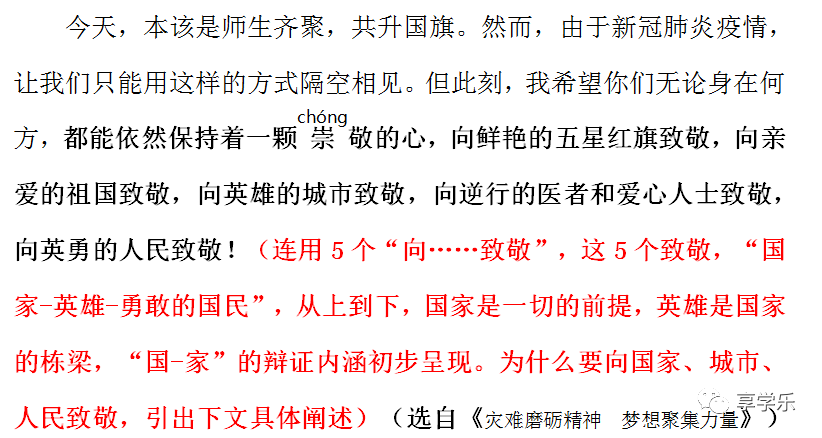 今天，本该是师生齐聚，共升国旗。然而，由于新冠肺炎疫情，
让我们只能用这样的方式隔空相见。但此刻，我希望你们无论身在何
chóng
方，都能依然保持着一颗崇敬的心，向鲜艳的五星红旗致敬，向亲
爱的祖国致敬，向英雄的城市致敬，向逆行的医者和爱心人士致敬，
向英勇的人民致敬！（连用5个“向……致敬”，这5个致敬，“国
家-英雄-勇敢的国民”，从上到下，国家是一切的前提，英雄是国家
的栋梁，“国-家”的辩证内涵初步呈现。为什么要向国家、城市、
人民致敬，引出下文具体阐述）（选自《灾难磨砺精神　梦想聚集力量》）
享学乐